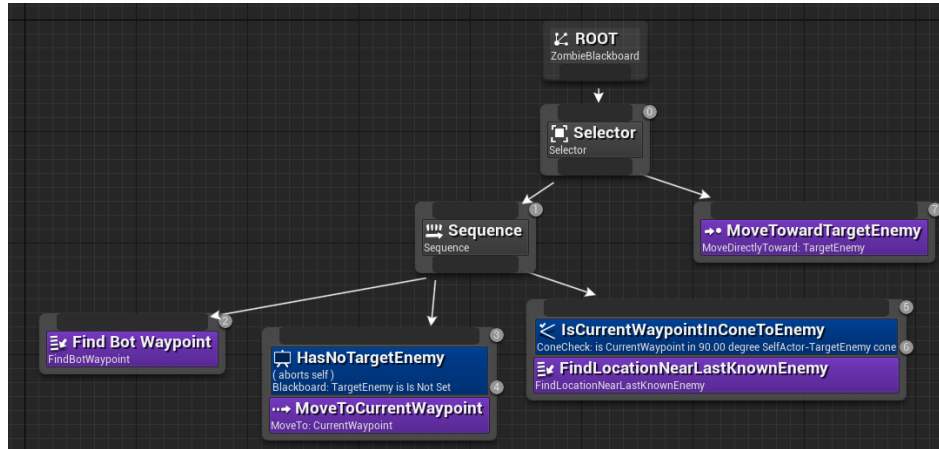 ROOT
ZombieBlackboard
0
Selector
Selector
1
Sequence
Sequence
7
MoveTowardTargetEnemy
MoveDirectlyToward: TargetEnemy
2
Find Bot Waypoint
FindBotWaypoint
3
HasNoTargetEnemy
( aborts self )
Blackboard: TargetEnemy is Is Not Set
4
MoveToCurrentWaypoint
MoveTo: CurrentWaypoint
5
IsCurrentWaypointInConeToEnemy
ConeCheck: is CurrentWaypoint in 90.00 degree SelfActor-TargetEnemy cone
6
FindLocationNearLastKnownEnemy
FindLocationNearLastKnownEnemy